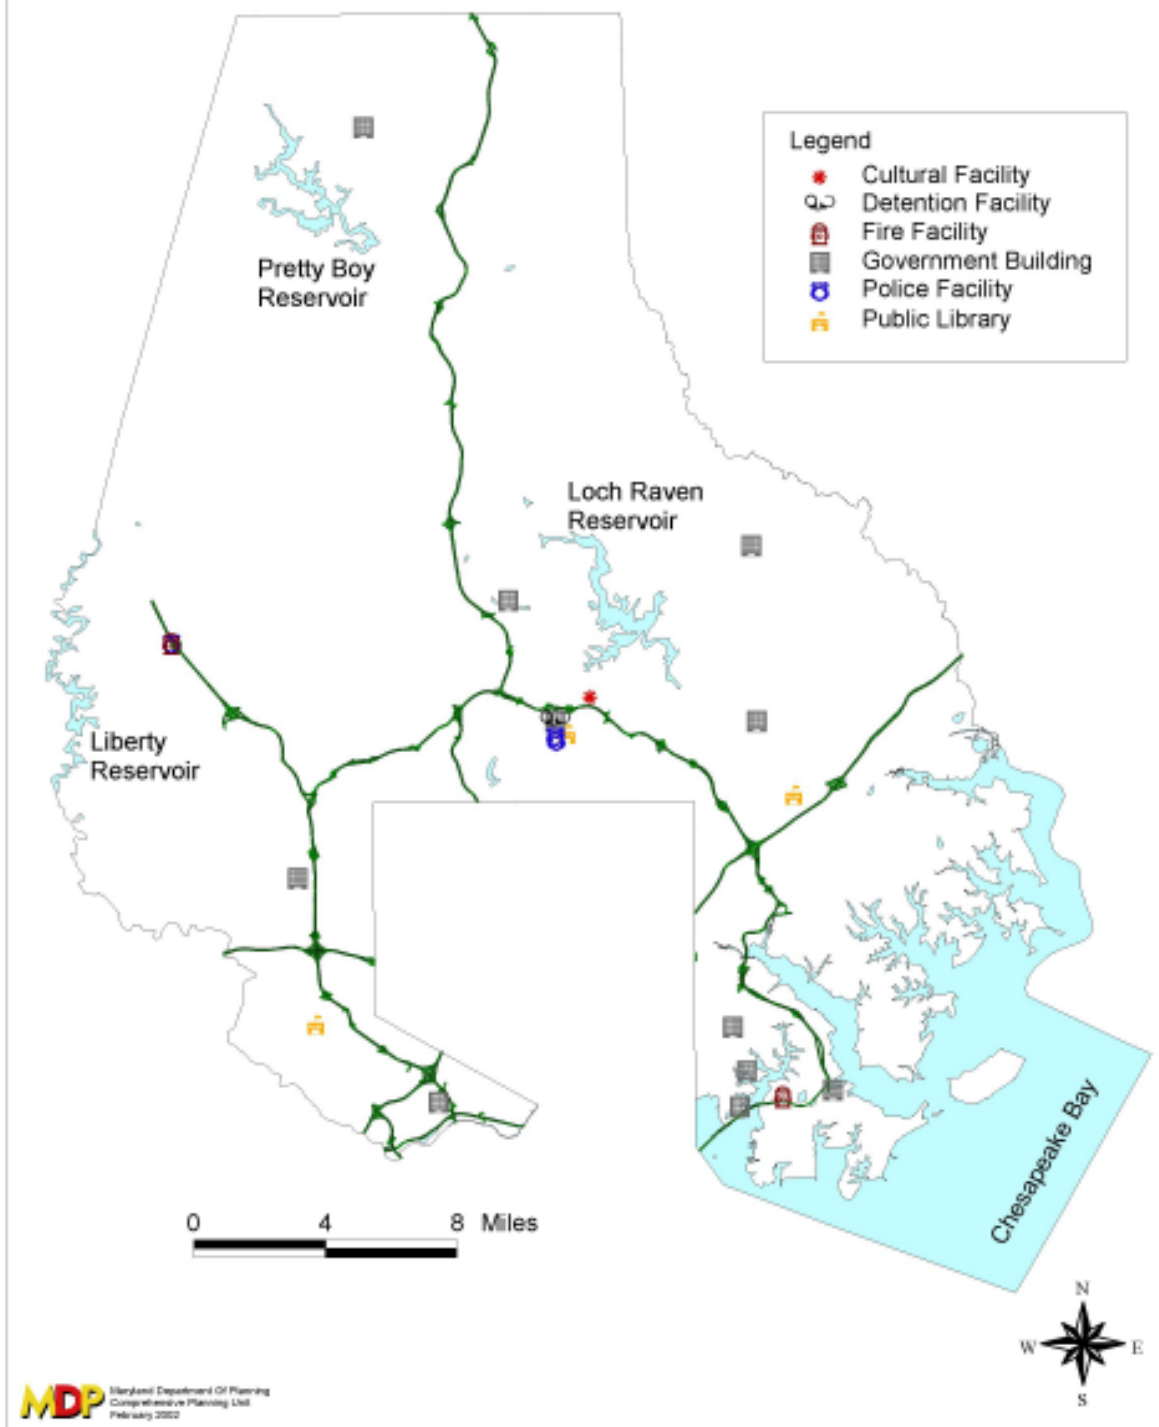 Legend
Cultural Facility
Detention Facility
Fire Facility
Government Building
Police Facility
Public Library
Pretty Boy
Reservoir
Loch Raven
Reservoir
Liberty
Reservoir
Chesapeake Bay
0 4 8 Miles
N
W E
S
MDP
Maryland Department Of Planning
Comprehensive Planning Unit
February 2002